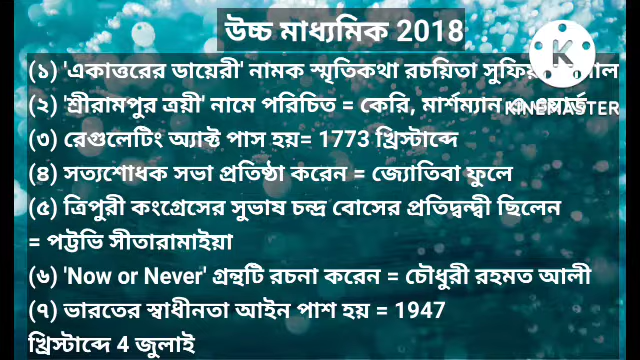 উচ্চ মাধ্যমিক 2018
(১) 'একাত্তরের ডায়েরী' নামক স্মৃতিকথা রচয়িতা
(২) 'শ্রীরামপুর ত্রয়ী' নামে পরিচিত = কেরি, মার্শম্যান
KINEMASTER
(৩) রেগুলেটিং অ্যাক্ট পাস হয়= 1773 খ্রিস্টাব্দে
(৪) সত্যশোধক সভা প্রতিষ্ঠা করেন = জ্যোতিবা ফুলে
(৫) ত্রিপুরী কংগ্রেসের সুভাষ চন্দ্র বোসের প্রতিদ্বন্দ্বী ছিলেন
= পট্টভি সীতারামাইয়া
(৬) 'Now or Never' গ্রন্থটি রচনা করেন = চৌধুরী রহমত আলী
(৭) ভারতের স্বাধীনতা আইন পাশ হয় = 1947
খ্রিস্টাব্দে 4 জুলাই